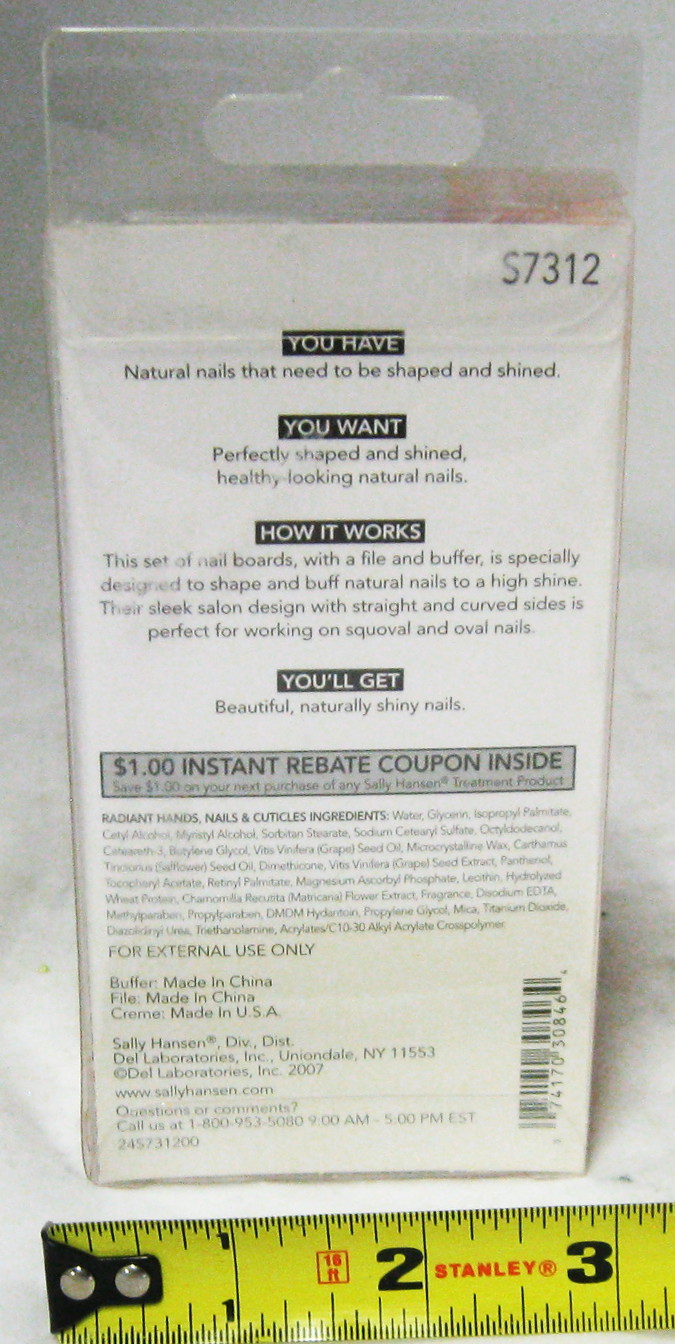 S7312
YOU HAVE
Natural nails that need to be shaped and shined.
YOU WANT
Perfectly shaped and shined,
healthy looking natural nails.
HOW IT WORKS
This set of nail boards, with a file and buffer, is specially
designed to shape and buff natural nails to a high shine.
Their sleek salon design with straight and curved sides is
perfect for working on squoval and oval nails.
YOU'LL GET
Beautiful, naturally shiny nails.
$1.00 INSTANT REBATE COUPON INSIDE
Save $1.00 on your next purchase of any Sally Hansen® Treatment Product
RADIANT HANDS, NAILS & CUTICLES INGREDIENTS: Water, Glycerin, Isopropyl Palmitate,
Cetyl Alcohol, Myristyl Alcohol, Sorbitan Stearate, Sodium Cetearyl Sulfate, Octyldodecanol,
Ceteareth-3, Butylene Glycol, Vitis Vinifera (Grape) Seed Oil, Microcrystalline Wax, Carthamus
Tinctorius (Safflower) Seed Oil, Dimethicone, Vitis Vinifera (Grape) Seed Extract, Panthenol,
Tocopheryl Acetate, Retinyl Palmitate, Magnesium Ascorbyl Phosphate, Lecithin, Hydrolyzed
Wheat Protein, Chamomilla Recutita (Matricaria) Flower Extract, Fragrance, Disodium EDTA,
Methylparaben, Propylparaben, DMDM Hydantoin, Propylene Glycol, Mica, Titanium Dioxide,
Diazolidinyl Urea, Triethanolamine, Acrylates/C10-30 Alkyl Acrylate Crosspolymer
FOR EXTERNAL USE ONLY
Buffer: Made In China
File: Made In China
Creme: Made In U.S.A.
Sally Hansen®, Div., Dist.
Del Laboratories, Inc., Uniondale, NY 11553
©Del Laboratories, Inc. 2007
www.sallyhansen.com
Questions or comments?
Call us at 1-800-953-5080 9:00 AM - 5:00 PM EST
245731200
74170 30846 4
1
16
ft
2 STANLEY® 3
1